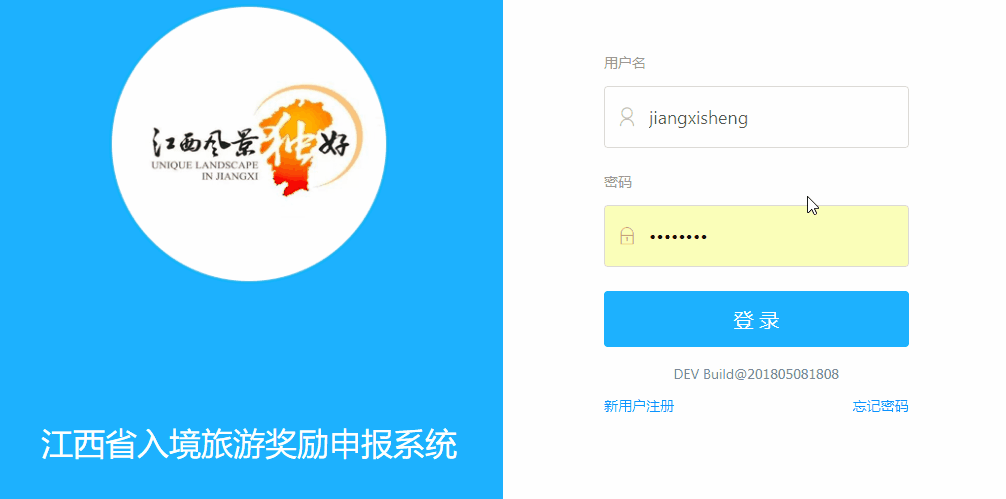 江西风景独好
UNIQUE LANDSCAPE
IN JIANGXI
江西省入境旅游奖励申报系统
用户名
jiangxisheng
密码
••••••••
登 录
DEV Build@201805081808
新用户注册 忘记密码